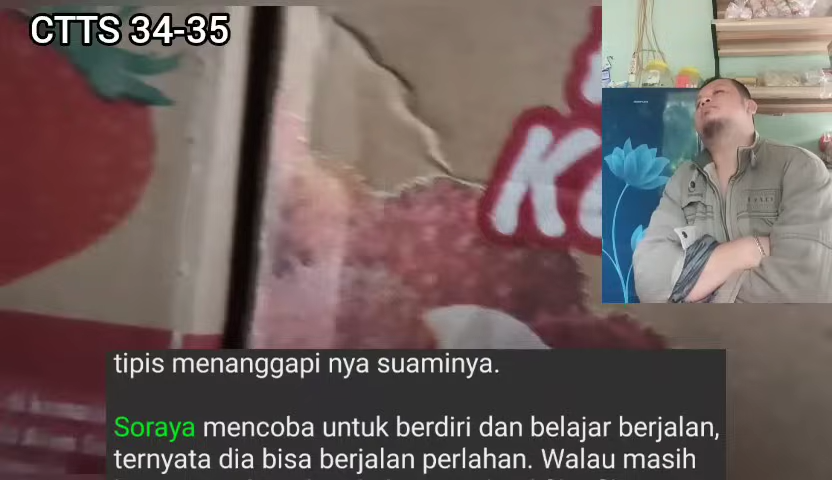 CTTS 34-35
tipis menanggapi nya suaminya.
Soraya mencoba untuk berdiri dan belajar berjalan,
ternyata dia bisa berjalan perlahan. Walau masih